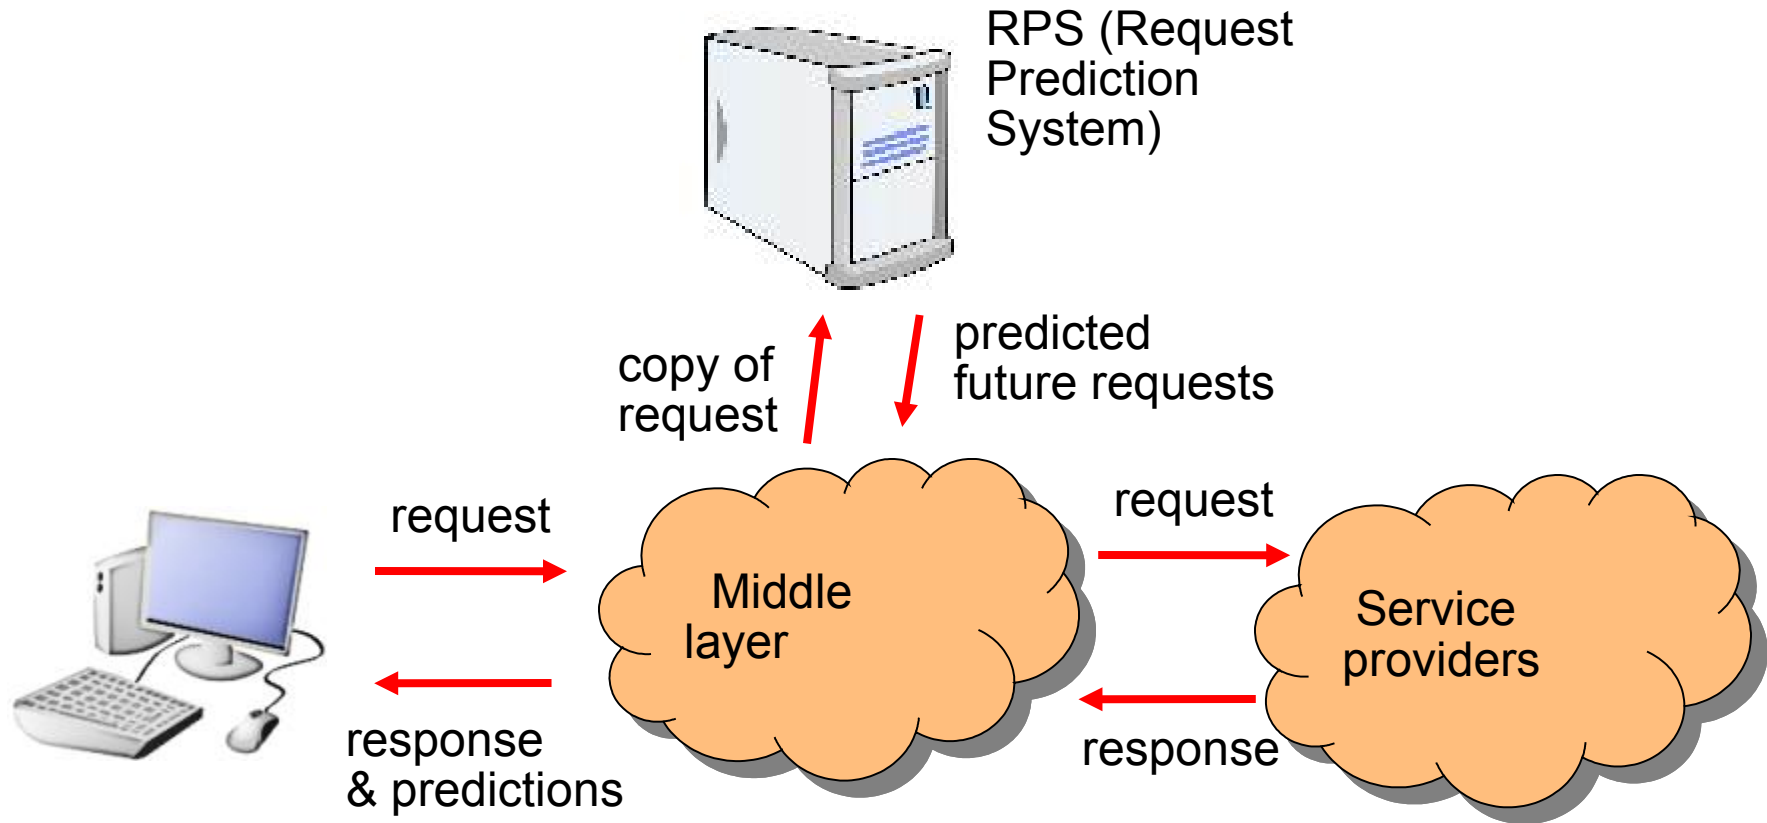 RPS (Request
Prediction
System)
copy of
request
predicted
future requests
request
request
Middle
layer
Service
providers
response
& predictions
response